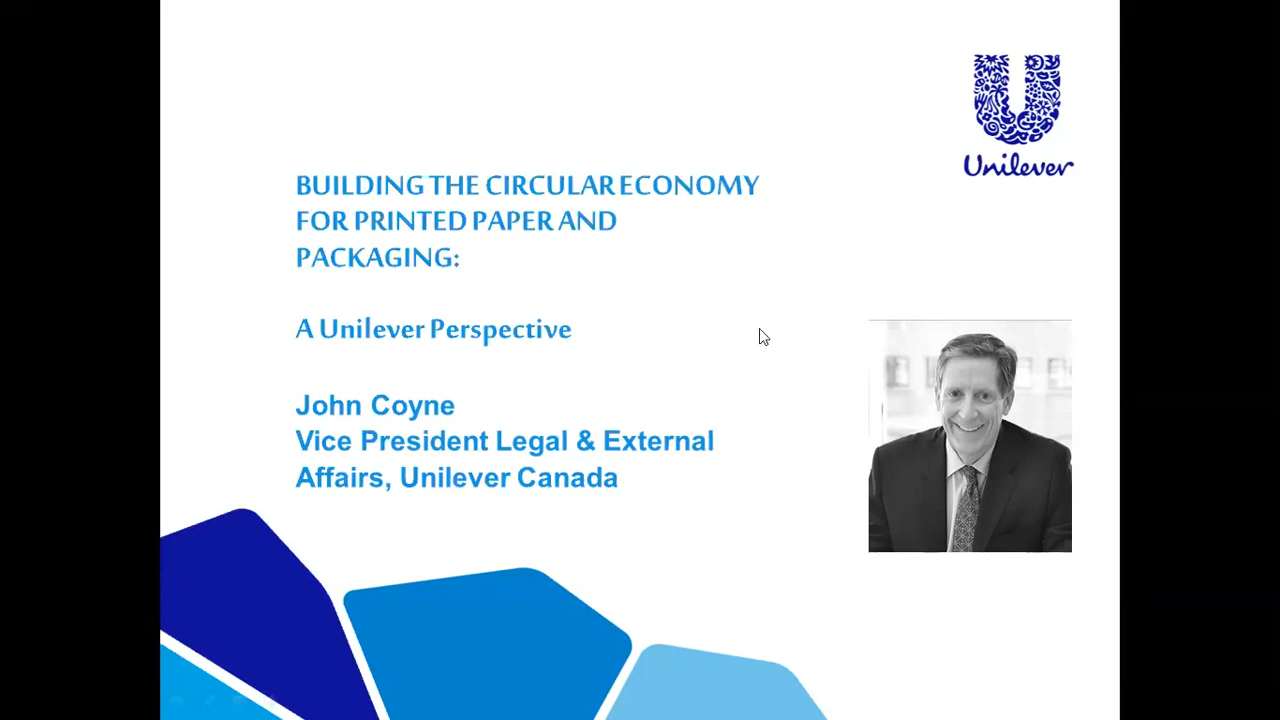 Unilever
BUILDING THE CIRCULAR ECONOMY
FOR PRINTED PAPER AND
PACKAGING:
A Unilever Perspective
John Coyne
Vice President Legal & External
Affairs, Unilever Canada